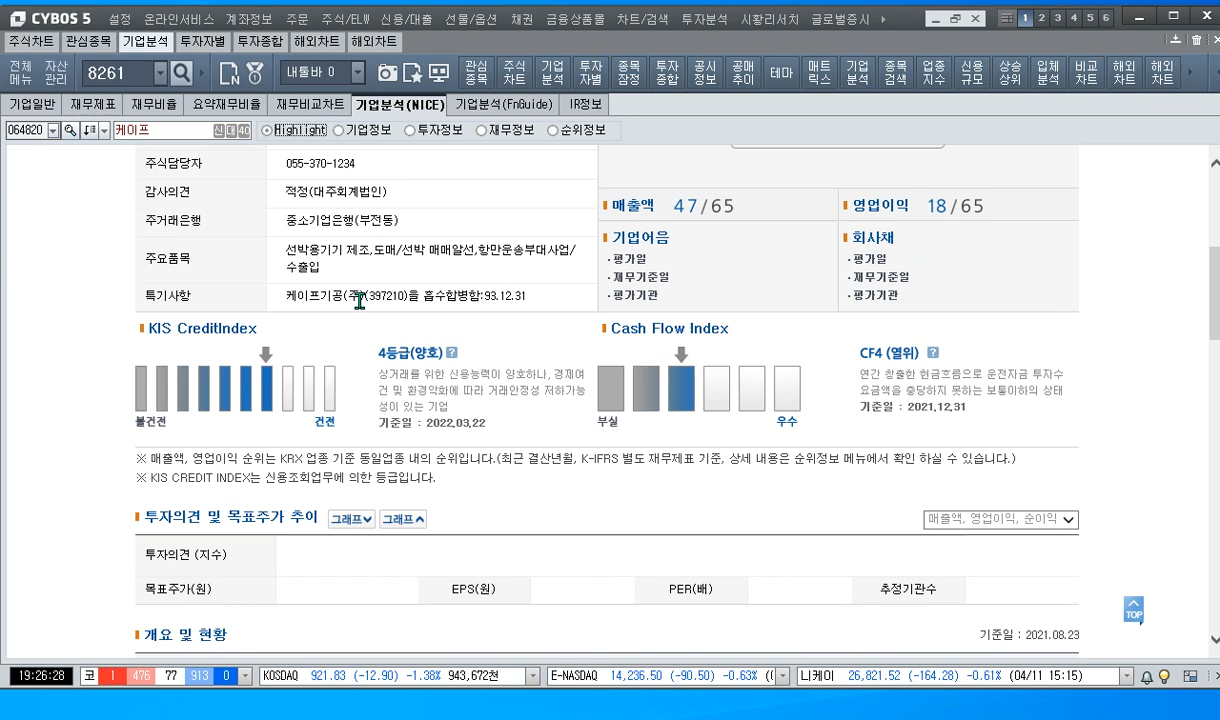 CYBOS 5 설정 온라인서비스 계좌정보 주문 주식/ELW 신용/대출 선물/옵션 채권 금융상품몰 차트/검색 투자분석 시황리서치 글로벌증시 1 2 3 4 5 6
주식차트 관심종목 기업분석 투자자별 투자종합 해외차트 해외차트
전체메뉴 자산관리 8261 내툴바 0 관심종목 주식차트 기업분석 투자자별 종목잠정 투자종합 공시정보 공매추이 테마 매트릭스 기업분석 종목검색 업종지수 신용규모 상승상위 입체분석 비교차트 해외차트 해외차트
기업일반 재무제표 재무비율 요약재무비율 재무비교차트 기업분석(NICE) 기업분석(FnGuide) IR정보
064820 케이프 신 대 40 Highlight 기업정보 투자정보 재무정보 순위정보
주식담당자 055-370-1234
감사의견 적정(대주회계법인)
주거래은행 중소기업은행(부전동)
주요품목 선박용기기 제조,도매/선박 매매알선,항만운송부대사업/
수출입
특기사항 케이프기공(주)(397210)을 흡수합병합:93.12.31
매출액 47/65 영업이익 18/65
기업어음 회사채
·평가일 ·평가일
·재무기준일 ·재무기준일
·평가기관 ·평가기관
KIS CreditIndex
4등급(양호) ?
상거래를 위한 신용능력이 양호하나, 경제여
건 및 환경악화에 따라 거래안정성 저하가능
성이 있는 기업
기준일 : 2022.03.22
불건전 건전
Cash Flow Index
CF4 (열위) ?
연간 창출한 현금흐름으로 운전자금 투자수
요금액을 충당하지 못하는 보통이하의 상태
기준일 : 2021.12.31
부실 우수
※ 매출액, 영업이익 순위는 KRX 업종 기준 동일업종 내의 순위입니다.(최근 결산년월, K-IFRS 별도 재무제표 기준, 상세 내용은 순위정보 메뉴에서 확인 하실 수 있습니다.)
※ KIS CREDIT INDEX는 신용조회업무에 의한 등급입니다.
투자의견 및 목표주가 추이 그래프 그래프 매출액, 영업이익, 순이익
투자의견 (지수)
목표주가(원) EPS(원) PER(배) 추정기관수
TOP
개요 및 현황 기준일 : 2021.08.23
19:26:28 코 1 476 77 913 0 KOSDAQ 921.83 (-12.90) -1.38% 943,672천 E-NASDAQ 14,236.50 (-90.50) -0.63% (( 니케이 26,821.52 (-164.28) -0.61% (04/11 15:15)